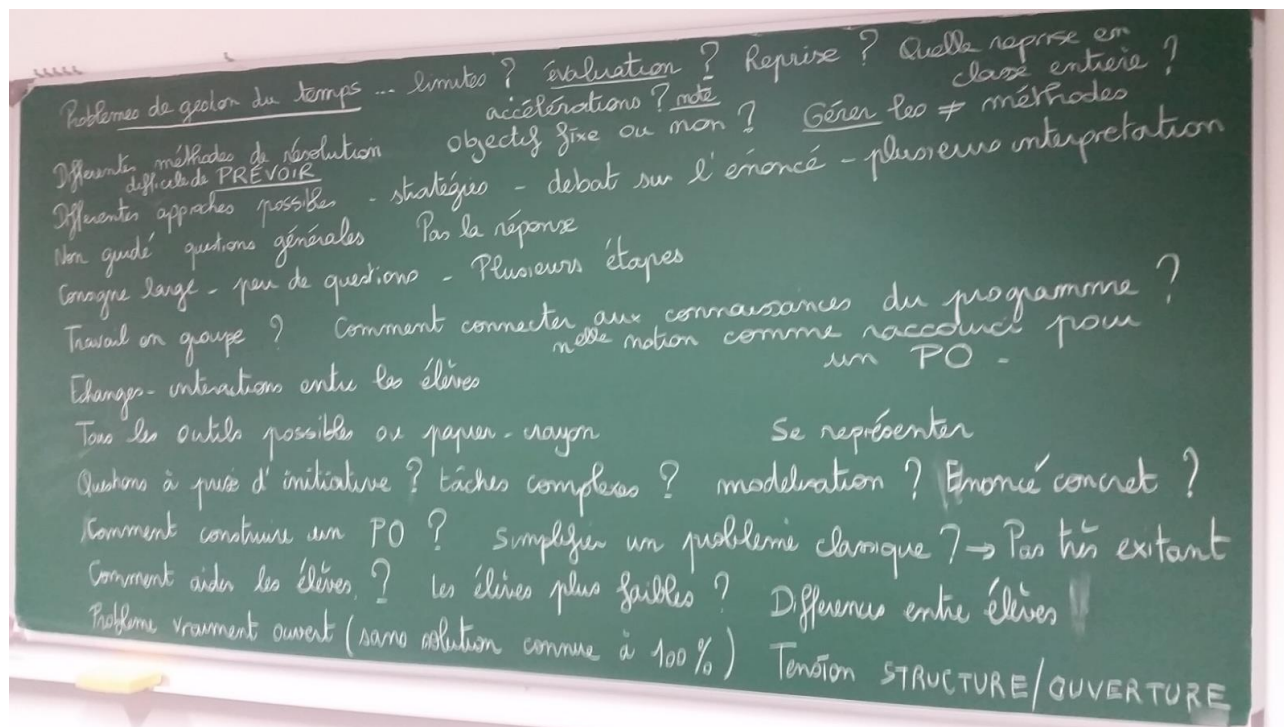 Problemes de gestion du temps ... limites ? évaluation ? Reprise ? Quelle reprise en
classe entière ?
accélérations ? note
Differentes méthodes de résolution objectif fixe ou non ? Gérer les ≠ méthodes
difficile de PRÉVOIR
Differentes approches possibles - stratégies - debat sur l'énoncé - plusieurs interpretation
Non guidé questions générales Pas la réponse
Consigne large - peu de questions - Plusieurs étapes
Travail en groupe ? Comment connecter aux connaissances du programme ?
nelle notion comme raccourci pour
un PO -
Echanges - interactions entre les élèves
Tous les outils possibles ou papier-crayon Se représenter
Questions à prise d'initiative ? tâches complexes ? modélisation ? Enoncé concret ?
Comment construire un PO ? Simplifier un problème classique ? → Pas très exitant
Comment aider les élèves ? Les élèves plus faibles ? Differences entre élèves
Problème vraiment ouvert (sans solution connue à 100 %) Tension STRUCTURE/OUVERTURE